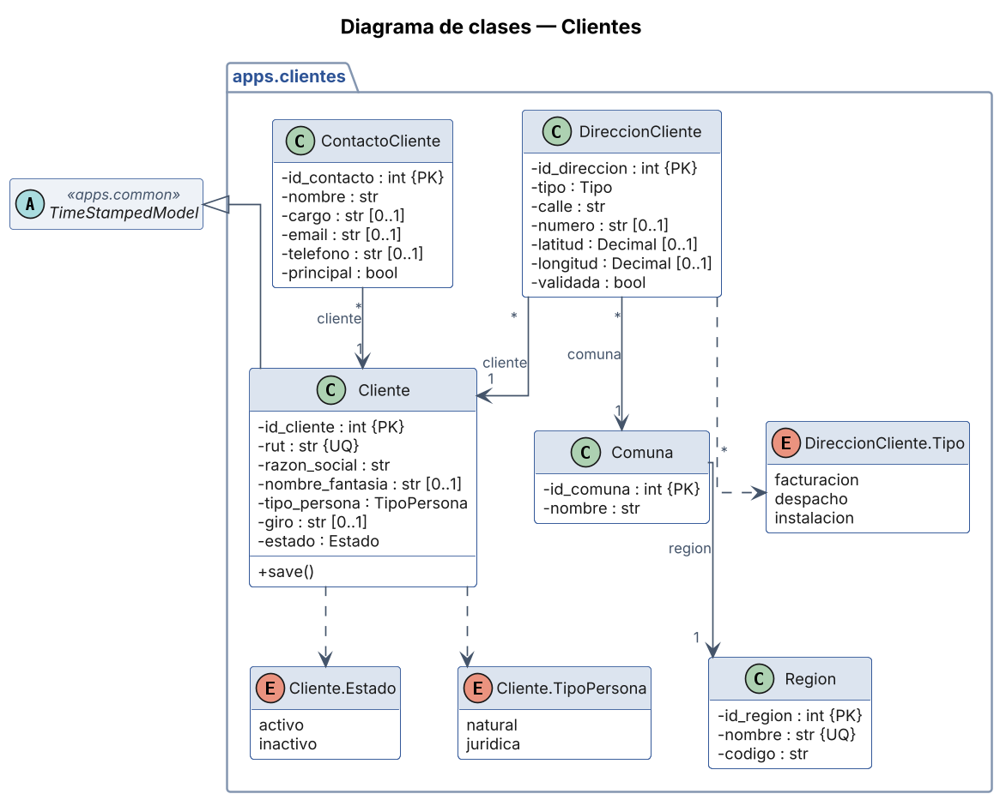 Diagrama de clases — Clientes
apps.clientes
«apps.common»
A
TimeStampedModel
C
ContactoCliente
-id_contacto : int {PK}
-nombre : str
-cargo : str [0..1]
-email : str [0..1]
-telefono : str [0..1]
-principal : bool
C
DireccionCliente
-id_direccion : int {PK}
-tipo : Tipo
-calle : str
-numero : str [0..1]
-latitud : Decimal [0..1]
-longitud : Decimal [0..1]
-validada : bool
*
cliente
1
*
cliente
1
*
comuna
1
C
Cliente
-id_cliente : int {PK}
-rut : str {UQ}
-razon_social : str
-nombre_fantasia : str [0..1]
-tipo_persona : TipoPersona
-giro : str [0..1]
-estado : Estado
+save()
C
Comuna
-id_comuna : int {PK}
-nombre : str
E
DireccionCliente.Tipo
facturacion
despacho
instalacion
*
region
1
E
Cliente.Estado
activo
inactivo
E
Cliente.TipoPersona
natural
juridica
C
Region
-id_region : int {PK}
-nombre : str {UQ}
-codigo : str